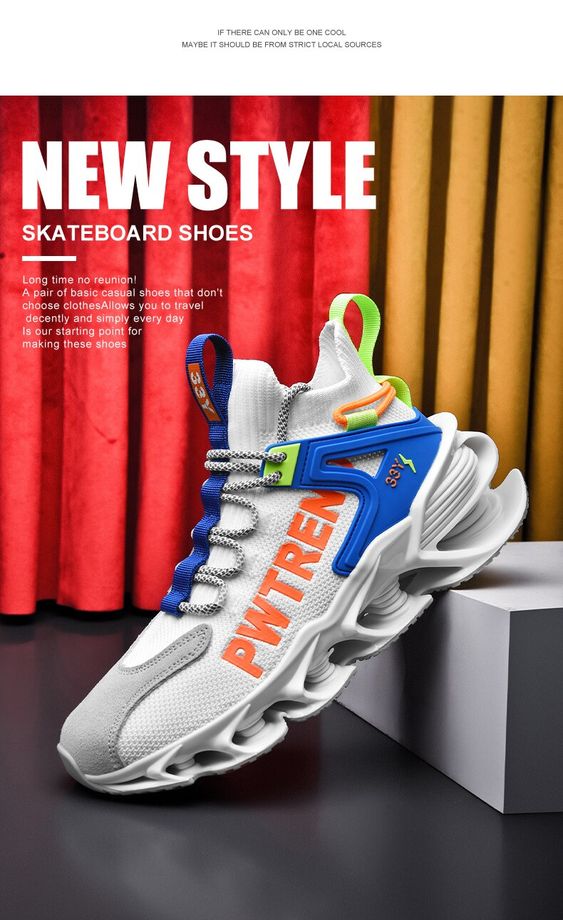 IF THERE CAN ONLY BE ONE COOL
MAYBE IT SHOULD BE FROM STRICT LOCAL SOURCES
NEW STYLE
SKATEBOARD SHOES
Long time no reunion!
A pair of basic casual shoes that don't
choose clothesAllows you to travel
decently and simply every day
Is our starting point for
making these shoes
33Y
33Y
PWTREN